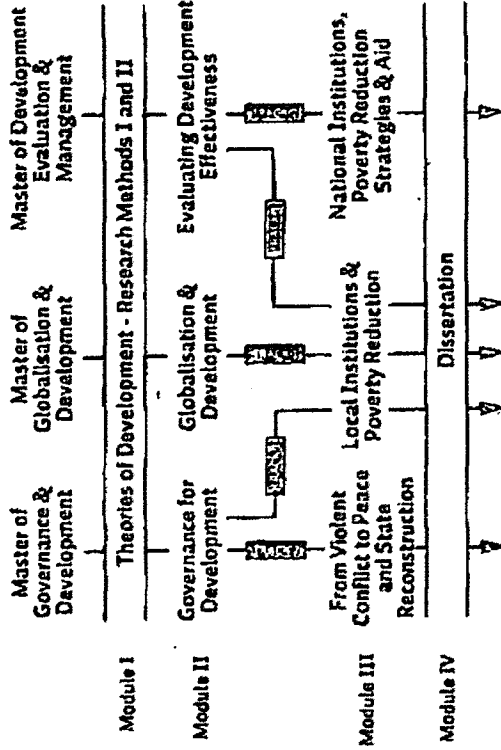 Master of
Governance &
Development
Master of
Globalisation &
Development
Master of Development
Evaluation &
Management
Module I
Theories of Development - Research Methods I and II
Module II
Governance for
Development
Globalisation &
Development
Evaluating Development
Effectiveness
Module III
From Violent
Conflict to Peace
and State
Reconstruction
Local Institutions &
Poverty Reduction
National Institutions,
Poverty Reduction
Strategies & Aid
Module IV
Dissertation